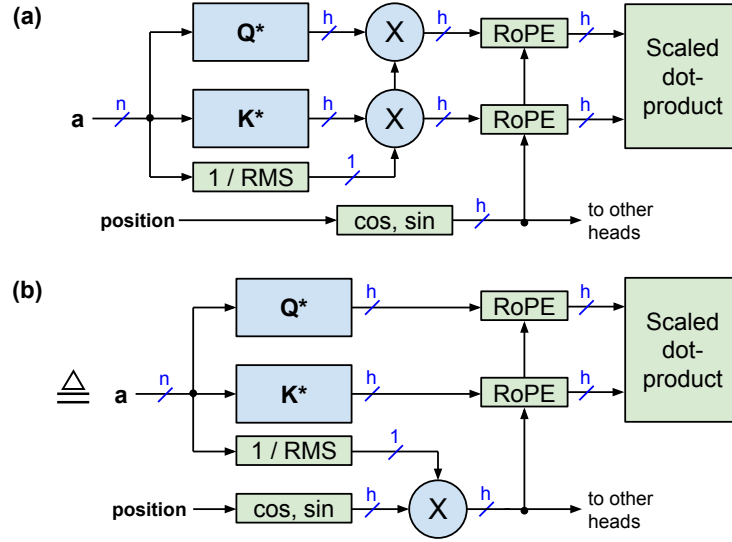 (a)
Q*
h
X
h
RoPE
h
Scaled
dot-
product
a
n
K*
h
X
h
RoPE
h
1 / RMS
1
position
cos, sin
h
to other
heads
(b)
Q*
h
RoPE
h
Scaled
dot-
product
≜
a
n
K*
h
RoPE
h
1 / RMS
1
position
cos, sin
h
X
h
to other
heads